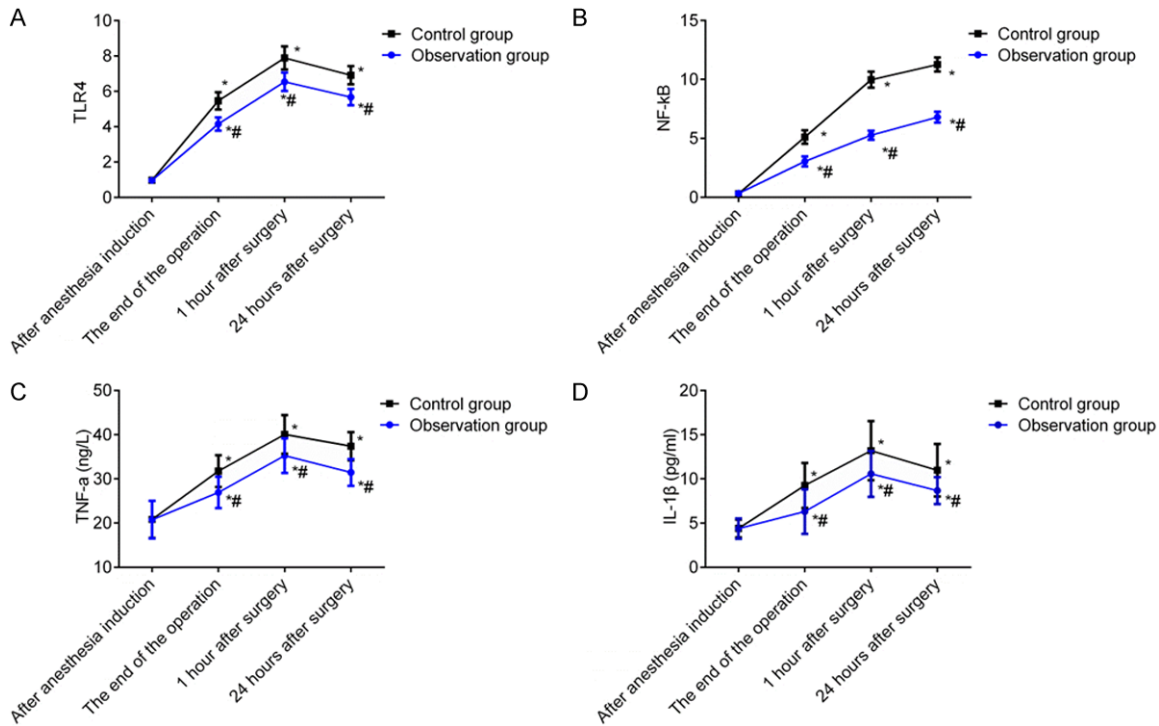 A
TLR4
10
8
6
4
2
0
* * *
*# *# *#
Control group
Observation group
After anesthesia induction
The end of the operation
1 hour after surgery
24 hours after surgery
B
NF-kB
15
10
5
0
* * *
*# *# *#
Control group
Observation group
After anesthesia induction
The end of the operation
1 hour after surgery
24 hours after surgery
C
TNF-a (ng/L)
50
40
30
20
10
* * *
*# *# *#
Control group
Observation group
After anesthesia induction
The end of the operation
1 hour after surgery
24 hours after surgery
D
IL-1β (pg/ml)
20
15
10
5
0
* * *
*# *# *#
Control group
Observation group
After anesthesia induction
The end of the operation
1 hour after surgery
24 hours after surgery